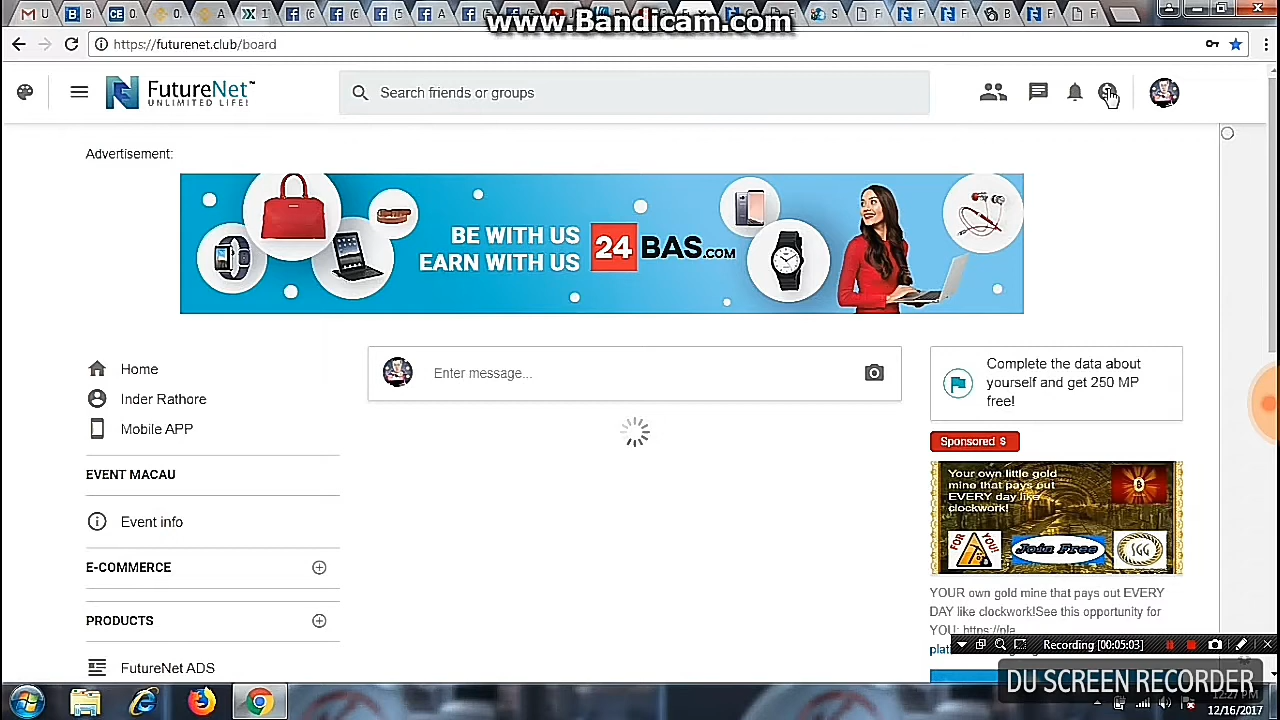 www.Bandicam.com
https://futurenet.club/board
FutureNet™
UNLIMITED LIFE!
Search friends or groups
Advertisement:
BE WITH US
EARN WITH US
24BAS.COM
Home
Inder Rathore
Mobile APP
EVENT MACAU
Event info
E-COMMERCE
PRODUCTS
FutureNet ADS
Enter message...
Complete the data about
yourself and get 250 MP
free!
Sponsored $
Your own little gold
mine that pays out
EVERY day like
clockwork!
FOR YOU!
Join Free
SGG
YOUR own gold mine that pays out EVERY
DAY like clockwork!See this opportunity for
YOU: https://pla
Recording [00:05:03]
DU SCREEN RECORDER
12:27 PM
12/16/2017